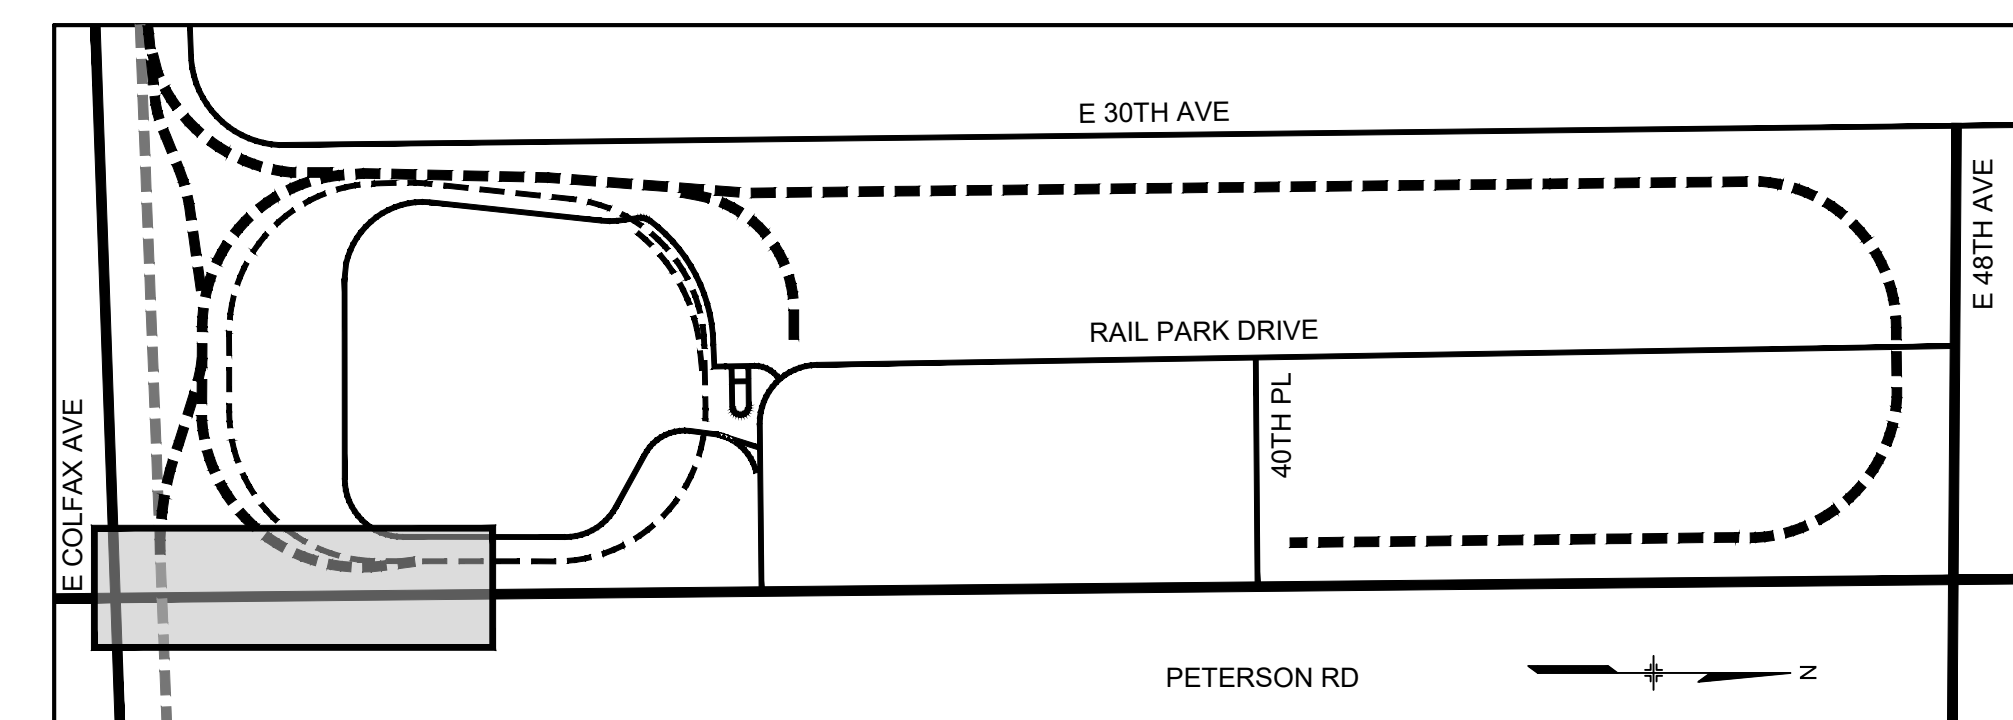 E 30TH AVE
E 48TH AVE
RAIL PARK DRIVE
40TH PL
E COLFAX AVE
PETERSON RD
N